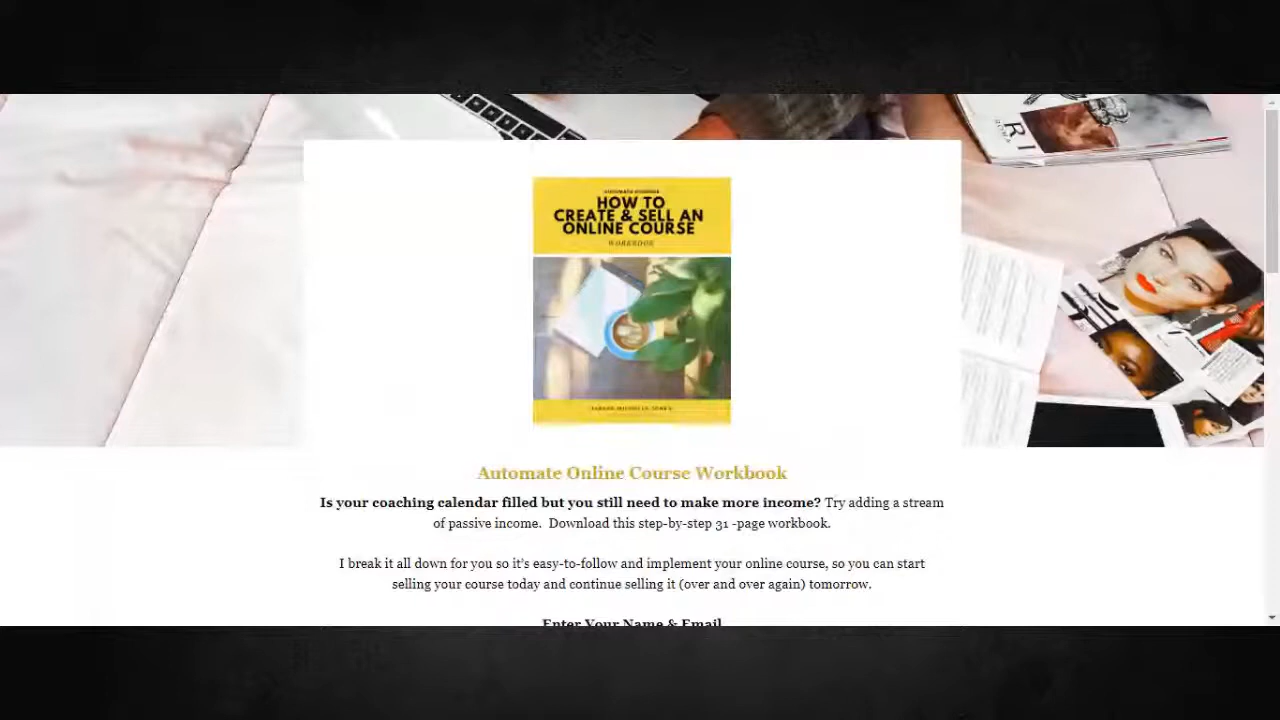 HOW TO
CREATE & SELL AN
ONLINE COURSE
WORKBOOK
Automate Online Course Workbook
Is your coaching calendar filled but you still need to make more income? Try adding a stream
of passive income. Download this step-by-step 31 -page workbook.
I break it all down for you so it's easy-to-follow and implement your online course, so you can start
selling your course today and continue selling it (over and over again) tomorrow.
Enter Your Name & Email